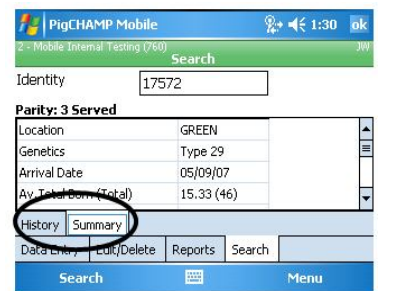 PigCHAMP Mobile 1:30 ok
2 - Mobile Internal Testing (760) JW
Search
Identity 17572
Parity: 3 Served
Location GREEN
Genetics Type 29
Arrival Date 05/09/07
Av Total Born (Total) 15.33 (46)
History Summary
Data Entry Edit/Delete Reports Search
Search Menu